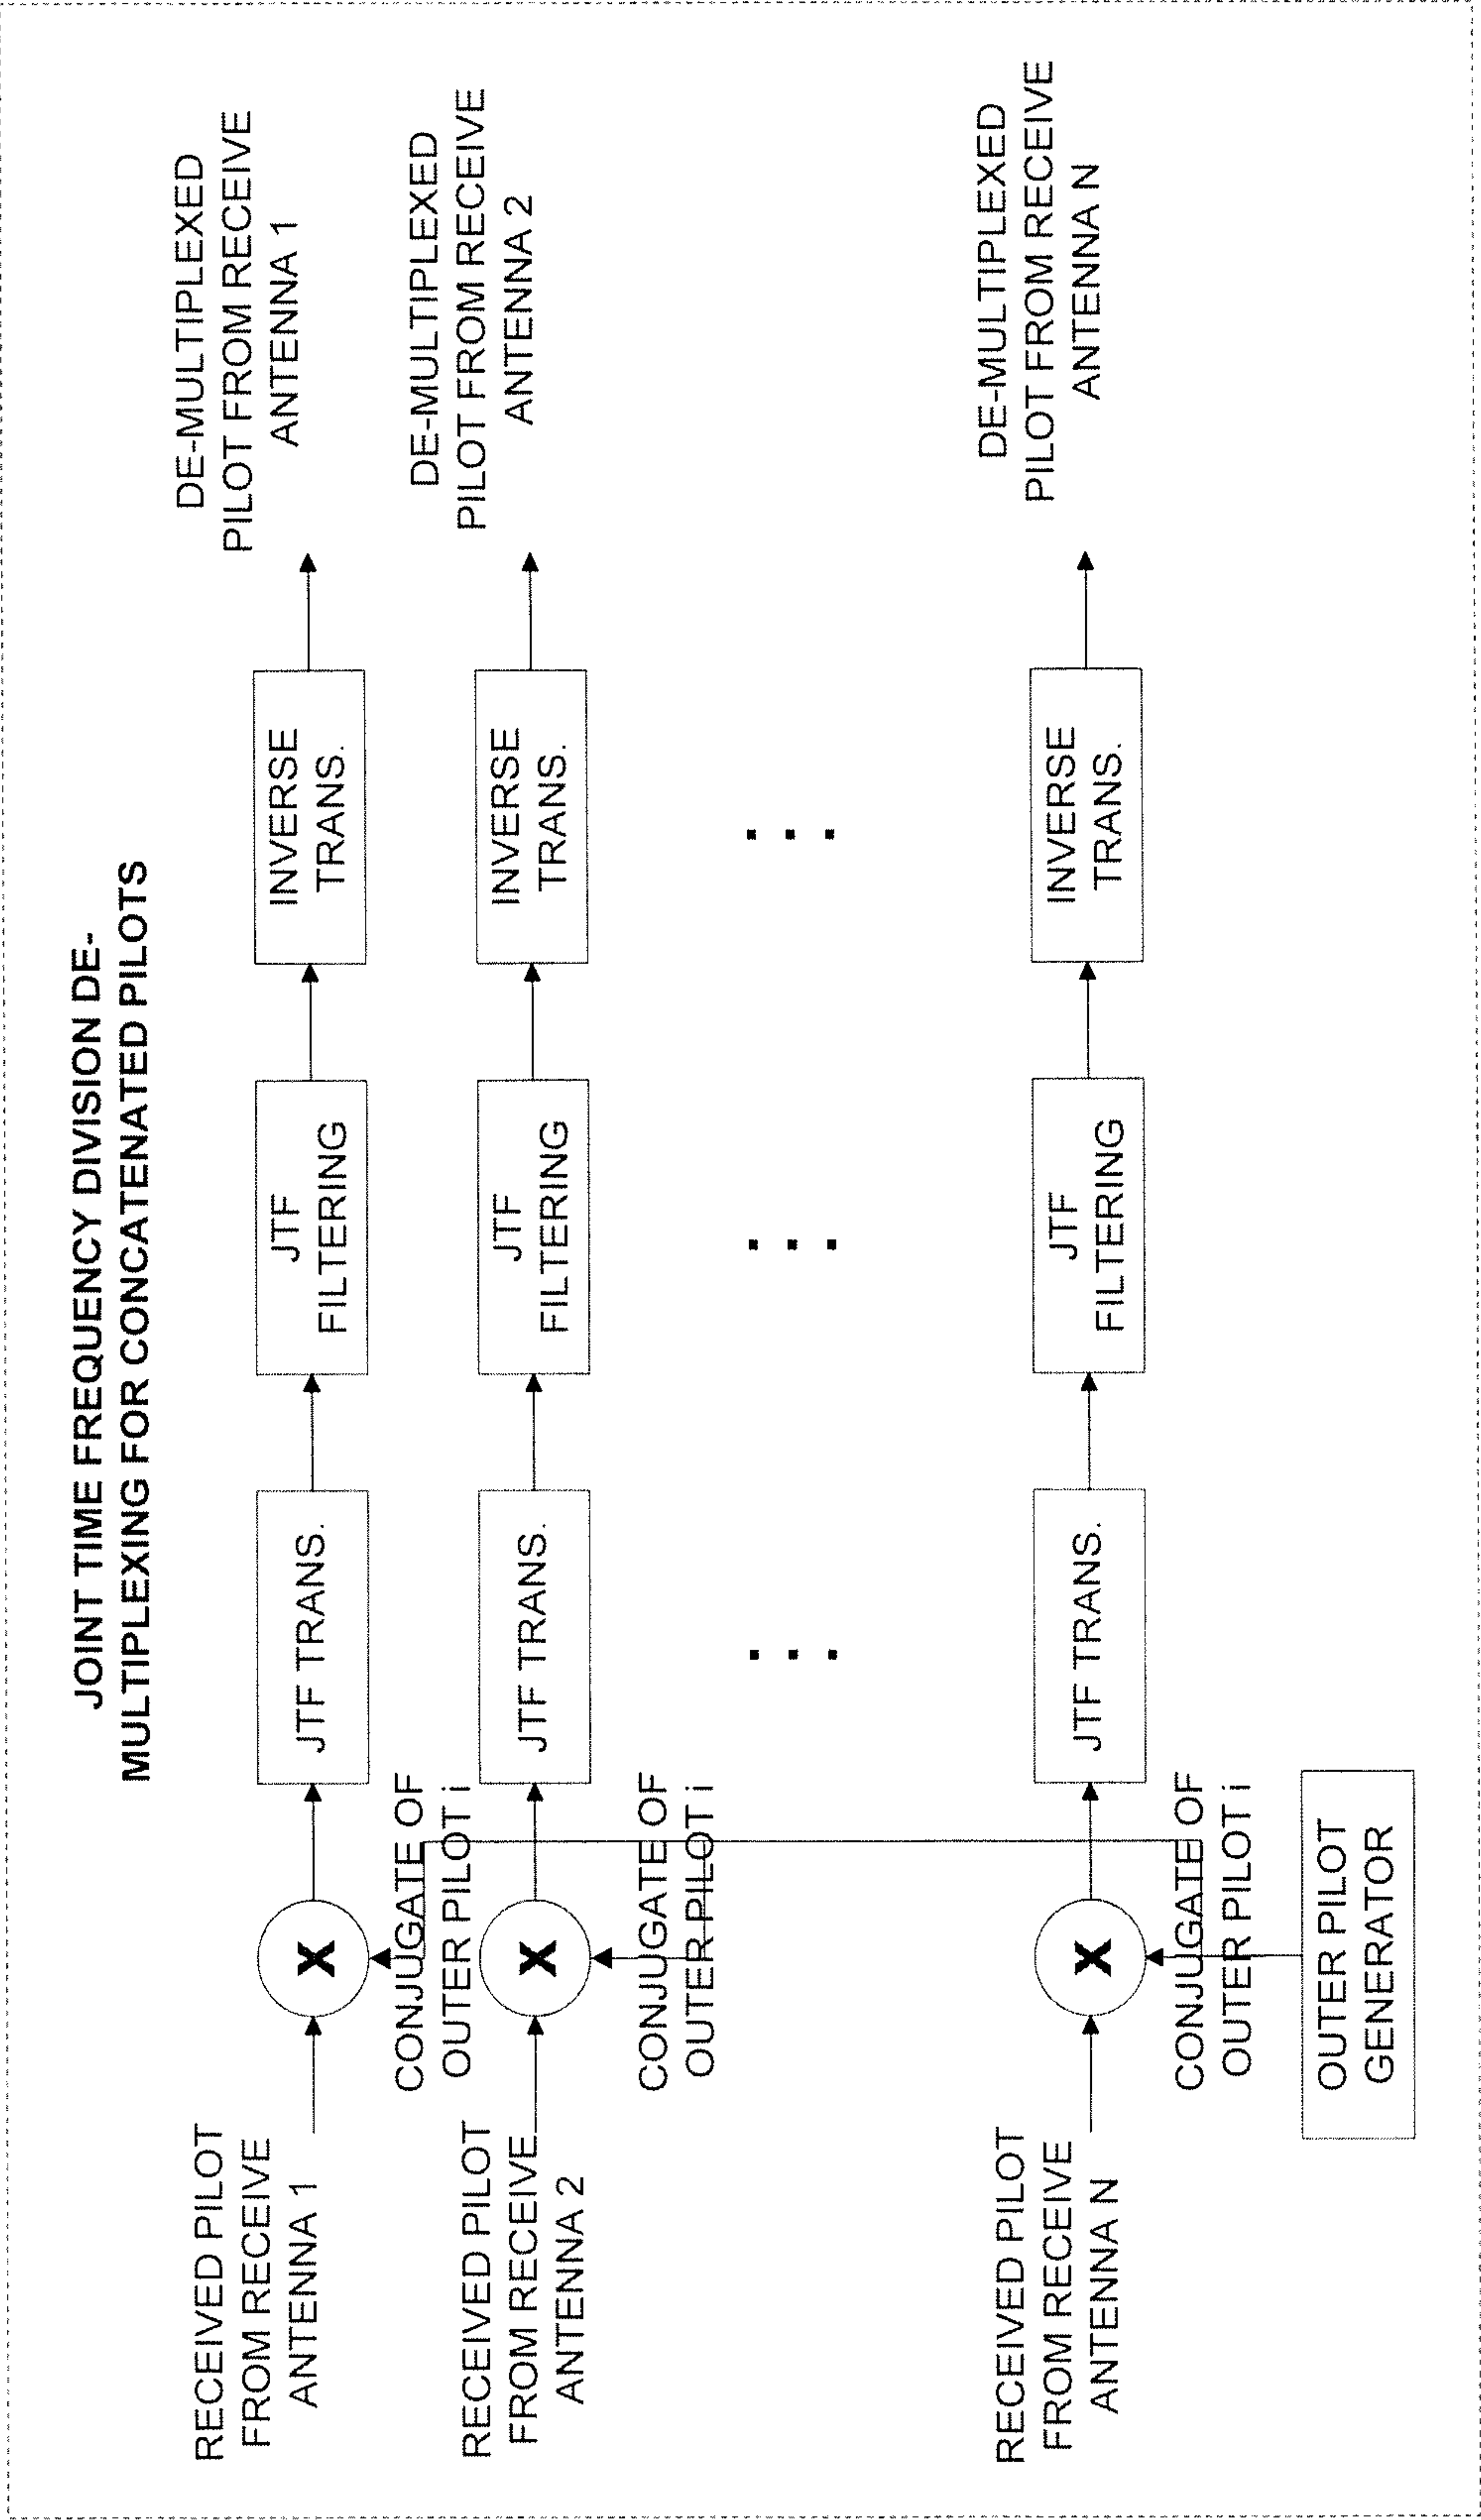 JOINT TIME FREQUENCY DIVISION DE-
MULTIPLEXING FOR CONCATENATED PILOTS
RECEIVED PILOT
FROM RECEIVE
ANTENNA 1
X
CONJUGATE OF
OUTER PILOT i
JTF TRANS.
JTF
FILTERING
INVERSE
TRANS.
DE-MULTIPLEXED
PILOT FROM RECEIVE
ANTENNA 1
RECEIVED PILOT
FROM RECEIVE
ANTENNA 2
X
CONJUGATE OF
OUTER PILOT i
JTF TRANS.
JTF
FILTERING
INVERSE
TRANS.
DE-MULTIPLEXED
PILOT FROM RECEIVE
ANTENNA 2
. . .
. . .
. . .
RECEIVED PILOT
FROM RECEIVE
ANTENNA N
X
CONJUGATE OF
OUTER PILOT i
JTF TRANS.
JTF
FILTERING
INVERSE
TRANS.
DE-MULTIPLEXED
PILOT FROM RECEIVE
ANTENNA N
OUTER PILOT
GENERATOR